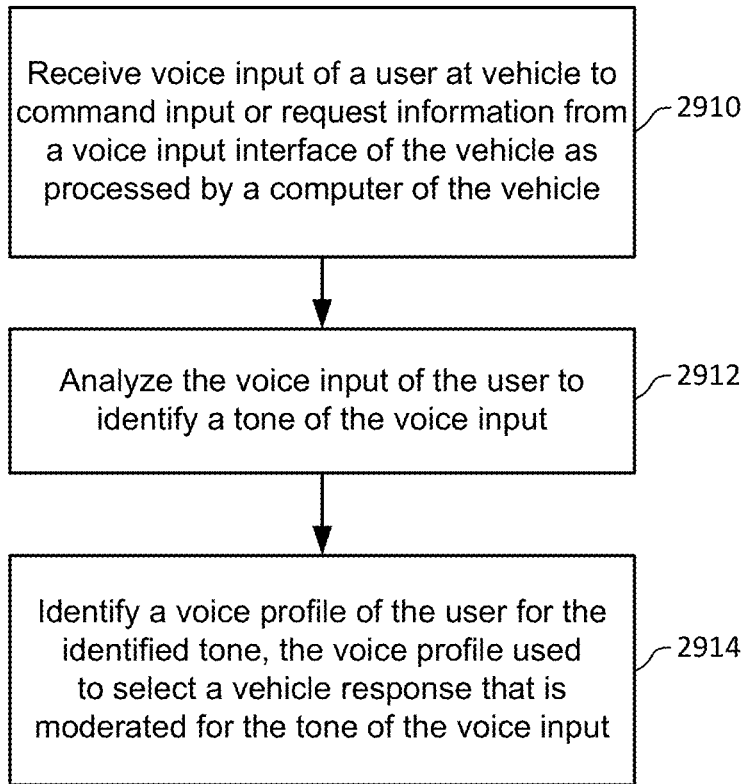 Receive voice input of a user at vehicle to
command input or request information from
a voice input interface of the vehicle as
processed by a computer of the vehicle
2910
Analyze the voice input of the user to
identify a tone of the voice input
2912
Identify a voice profile of the user for the
identified tone, the voice profile used
to select a vehicle response that is
moderated for the tone of the voice input
2914